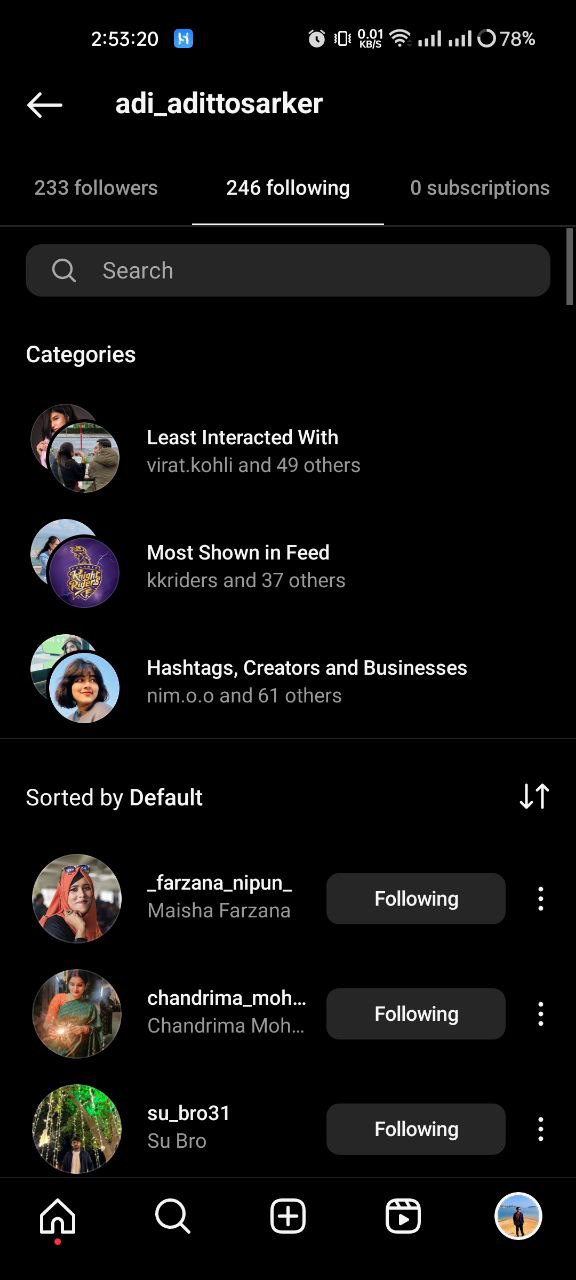 2:53:20
0.01
KB/S
78%
adi_adittosarker
233 followers
246 following
0 subscriptions
Search
Categories
Least Interacted With
virat.kohli and 49 others
Most Shown in Feed
kkriders and 37 others
Knight
Riders
Hashtags, Creators and Businesses
nim.o.o and 61 others
Sorted by Default
_farzana_nipun_
Maisha Farzana
Following
chandrima_moh...
Chandrima Moh...
Following
su_bro31
Su Bro
Following